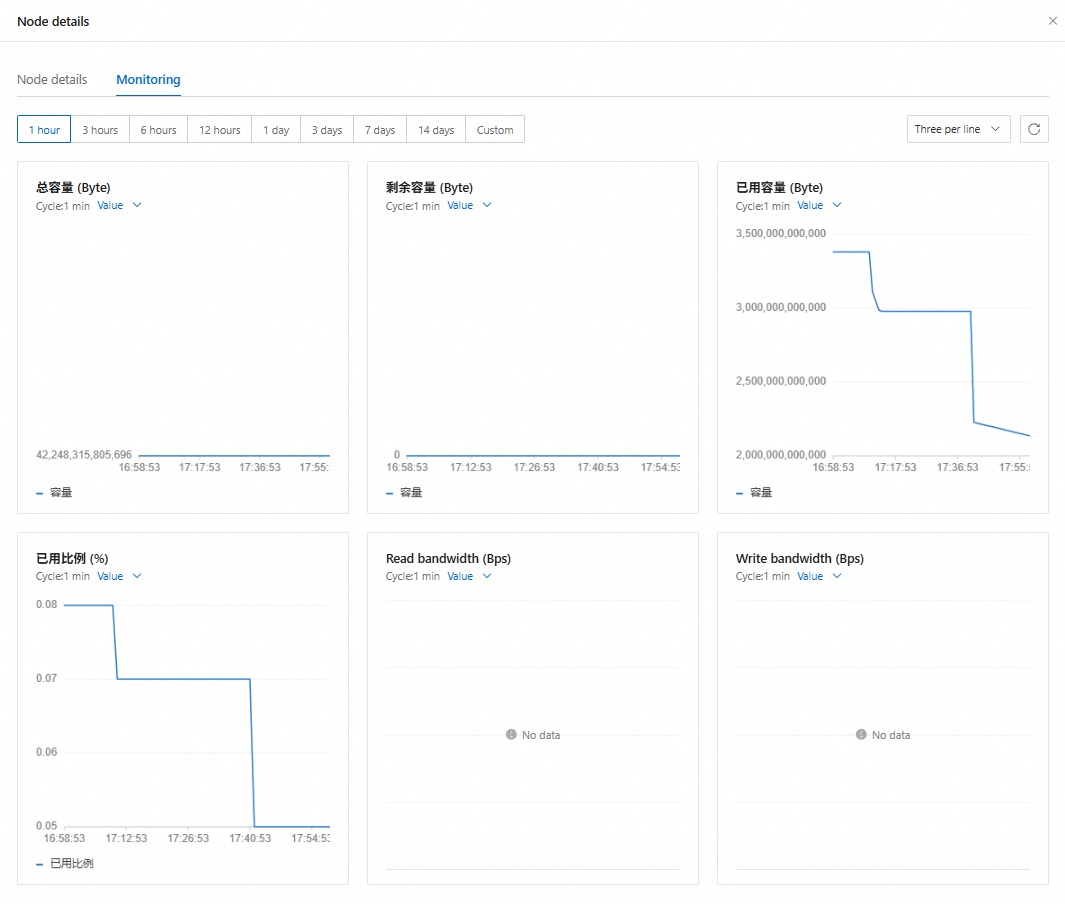 Node details
Node details Monitoring
1 hour 3 hours 6 hours 12 hours 1 day 3 days 7 days 14 days Custom Three per line
总容量 (Byte)
Cycle:1 min Value
42,248,315,805,696
16:58:53 17:17:53 17:36:53 17:55:
容量
剩余容量 (Byte)
Cycle:1 min Value
0
16:58:53 17:12:53 17:26:53 17:40:53 17:54:53
容量
已用容量 (Byte)
Cycle:1 min Value
3,500,000,000,000
3,000,000,000,000
2,500,000,000,000
2,000,000,000,000
16:58:53 17:17:53 17:36:53 17:55:
容量
已用比例 (%)
Cycle:1 min Value
0.08
0.07
0.06
0.05
16:58:53 17:12:53 17:26:53 17:40:53 17:54:53
已用比例
Read bandwidth (Bps)
Cycle:1 min Value
No data
Write bandwidth (Bps)
Cycle:1 min Value
No data